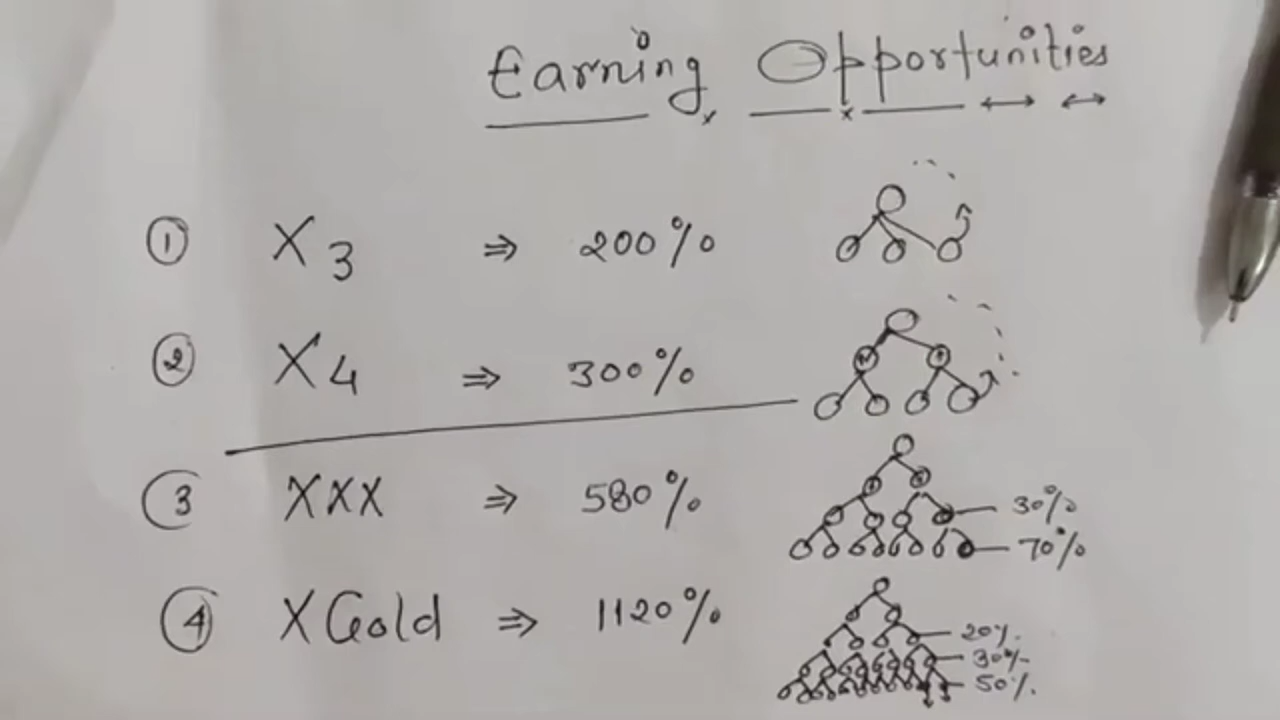 Earning Opportunities
① X3 ⇒ 200%
② X4 ⇒ 300%
③ XXX ⇒ 580%
30%
70%
④ XGold ⇒ 1120%
20%.
30%
50%.